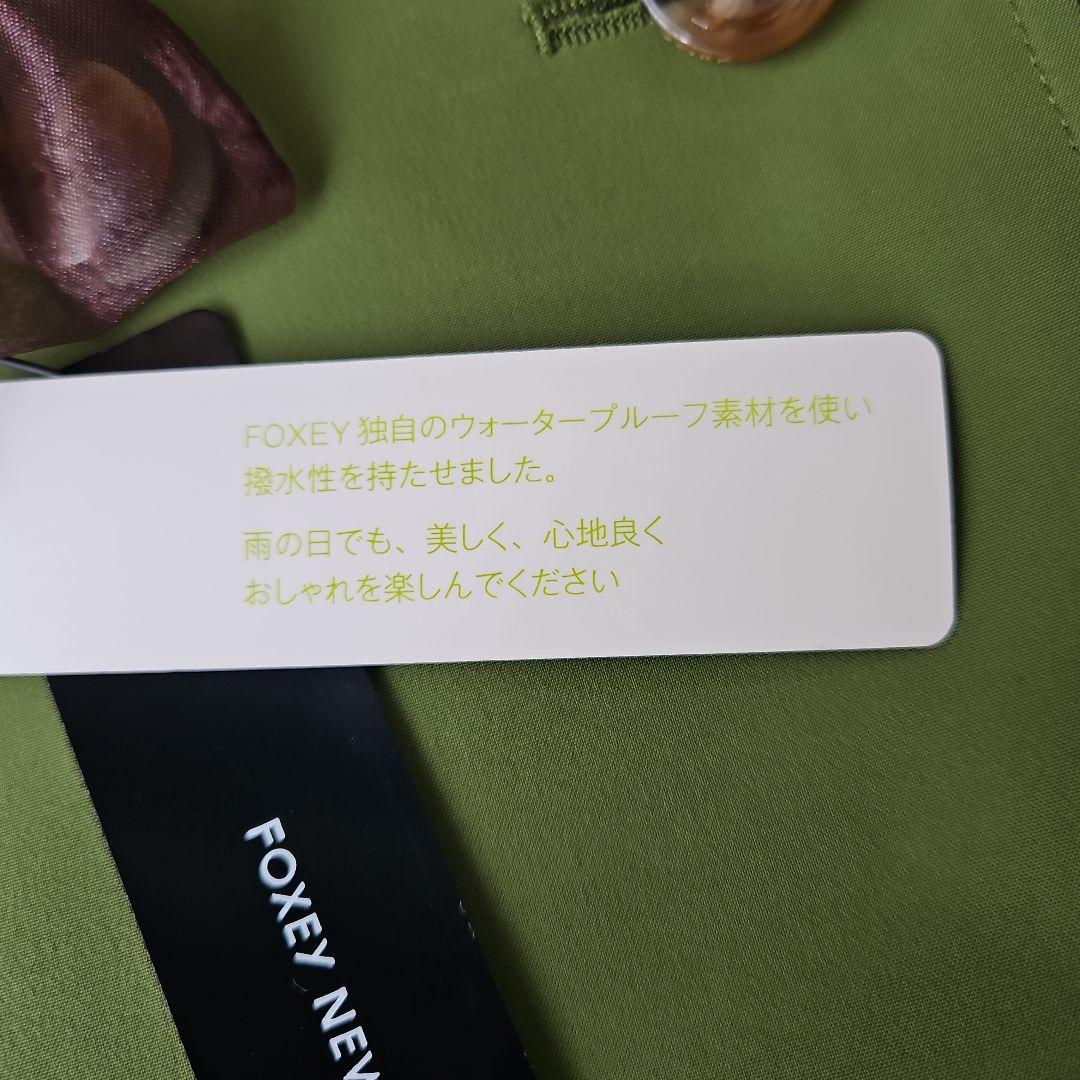 FOXEY 独自のウォータープルーフ素材を使い
撥水性を持たせました。
雨の日でも、美しく、心地良く
おしゃれを楽しんでください
FOXEY NEW